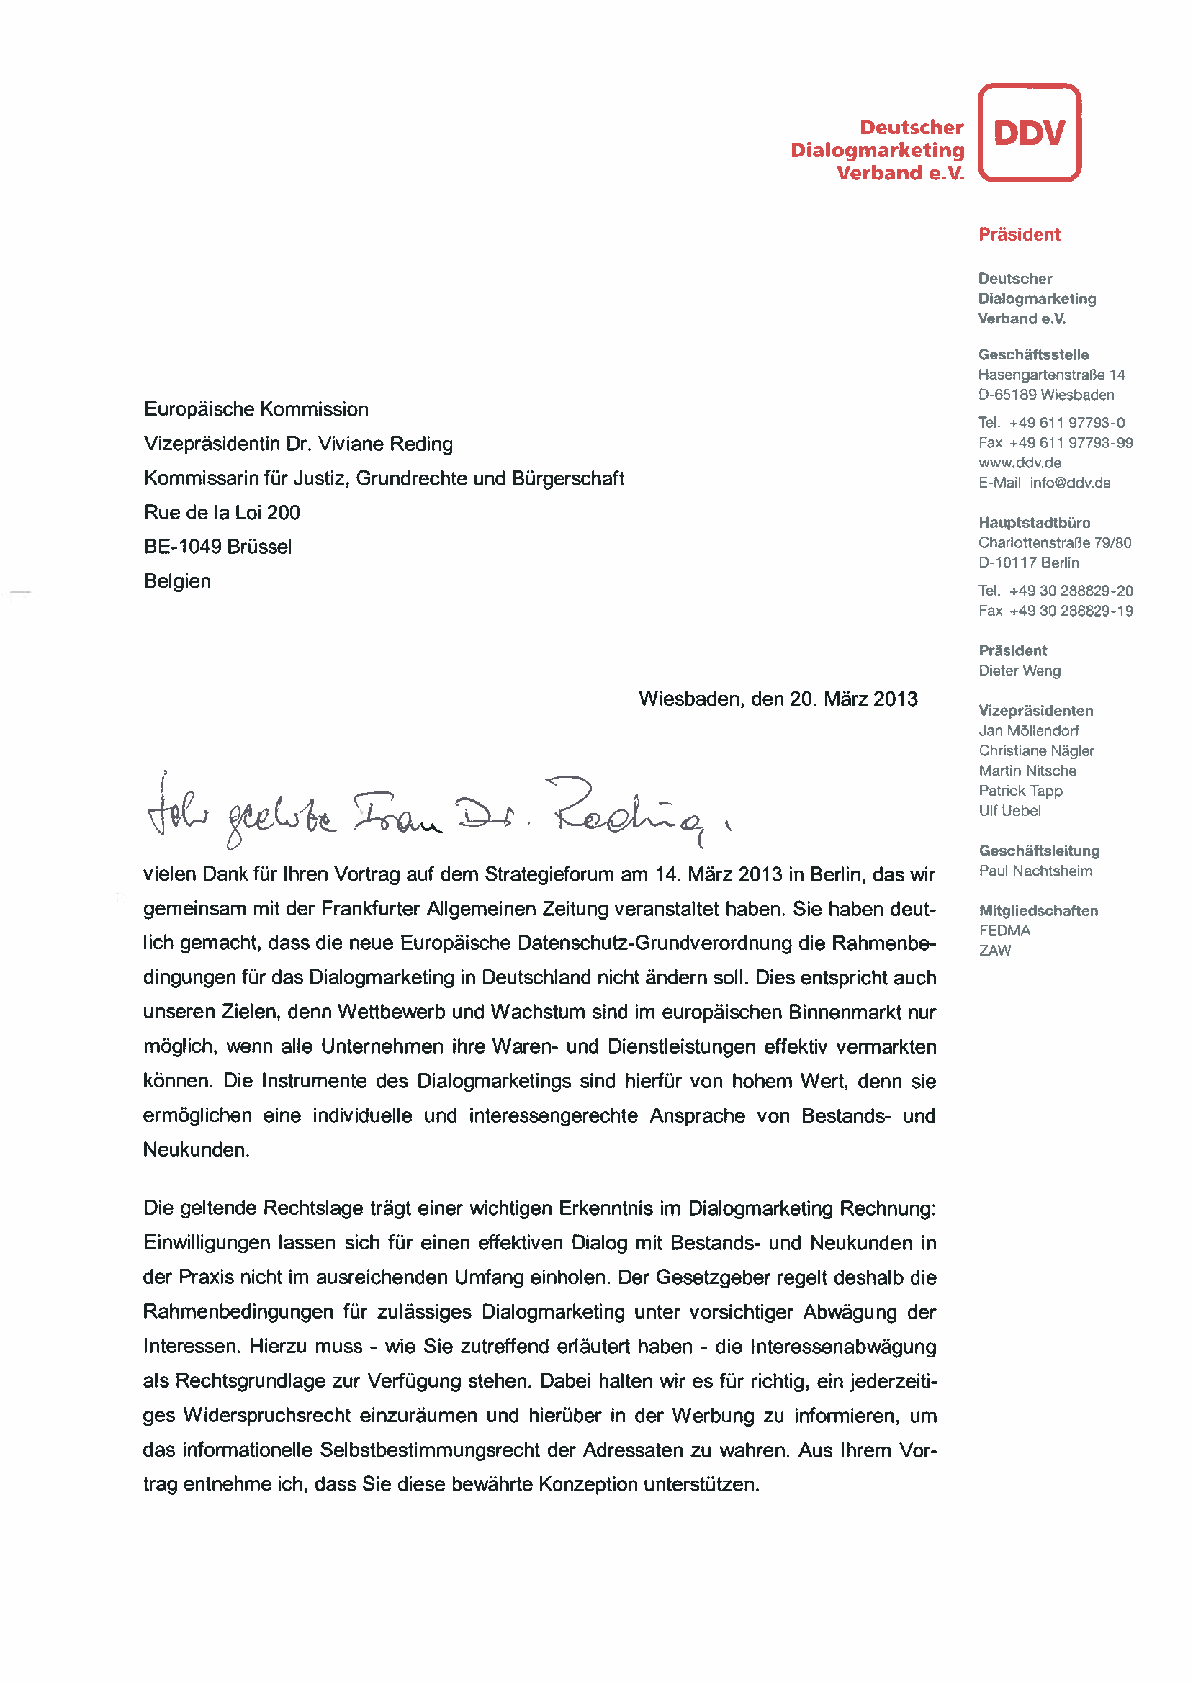 Deutscher
Dialogmarketing
Verband e.V.
DDV
Präsident
Deutscher
Dialogmarketing
Verband e.V.
Geschäftsstelle
Hasengartenstraße 14
D-65189 Wiesbaden
Tel. +49 611 97793-0
Fax +49 611 97793-99
www.ddv.de
E-Mail info@ddv.de
Hauptstadtbüro
Charlottenstraße 79/80
D-10117 Berlin
Tel. +49 30 288829-20
Fax +49 30 288829-19
Präsident
Dieter Weng
Vizepräsidenten
Jan Möllendorf
Christiane Nägler
Martin Nitsche
Patrick Tapp
Ulf Uebel
Geschäftsleitung
Paul Nachtsheim
Mitgliedschaften
FEDMA
ZAW
Europäische Kommission
Vizepräsidentin Dr. Viviane Reding
Kommissarin für Justiz, Grundrechte und Bürgerschaft
Rue de la Loi 200
BE-1049 Brüssel
Belgien
Wiesbaden, den 20. März 2013
Sehr geehrte Frau Dr. Reding,
vielen Dank für Ihren Vortrag auf dem Strategieforum am 14. März 2013 in Berlin, das wir
gemeinsam mit der Frankfurter Allgemeinen Zeitung veranstaltet haben. Sie haben deut-
lich gemacht, dass die neue Europäische Datenschutz-Grundverordnung die Rahmenbe-
dingungen für das Dialogmarketing in Deutschland nicht ändern soll. Dies entspricht auch
unseren Zielen, denn Wettbewerb und Wachstum sind im europäischen Binnenmarkt nur
möglich, wenn alle Unternehmen ihre Waren- und Dienstleistungen effektiv vermarkten
können. Die Instrumente des Dialogmarketings sind hierfür von hohem Wert, denn sie
ermöglichen eine individuelle und interessengerechte Ansprache von Bestands- und
Neukunden.
Die geltende Rechtslage trägt einer wichtigen Erkenntnis im Dialogmarketing Rechnung:
Einwilligungen lassen sich für einen effektiven Dialog mit Bestands- und Neukunden in
der Praxis nicht im ausreichenden Umfang einholen. Der Gesetzgeber regelt deshalb die
Rahmenbedingungen für zulässiges Dialogmarketing unter vorsichtiger Abwägung der
Interessen. Hierzu muss - wie Sie zutreffend erläutert haben - die Interessenabwägung
als Rechtsgrundlage zur Verfügung stehen. Dabei halten wir es für richtig, ein jederzeiti-
ges Widerspruchsrecht einzuräumen und hierüber in der Werbung zu informieren, um
das informationelle Selbstbestimmungsrecht der Adressaten zu wahren. Aus Ihrem Vor-
trag entnehme ich, dass Sie diese bewährte Konzeption unterstützen.